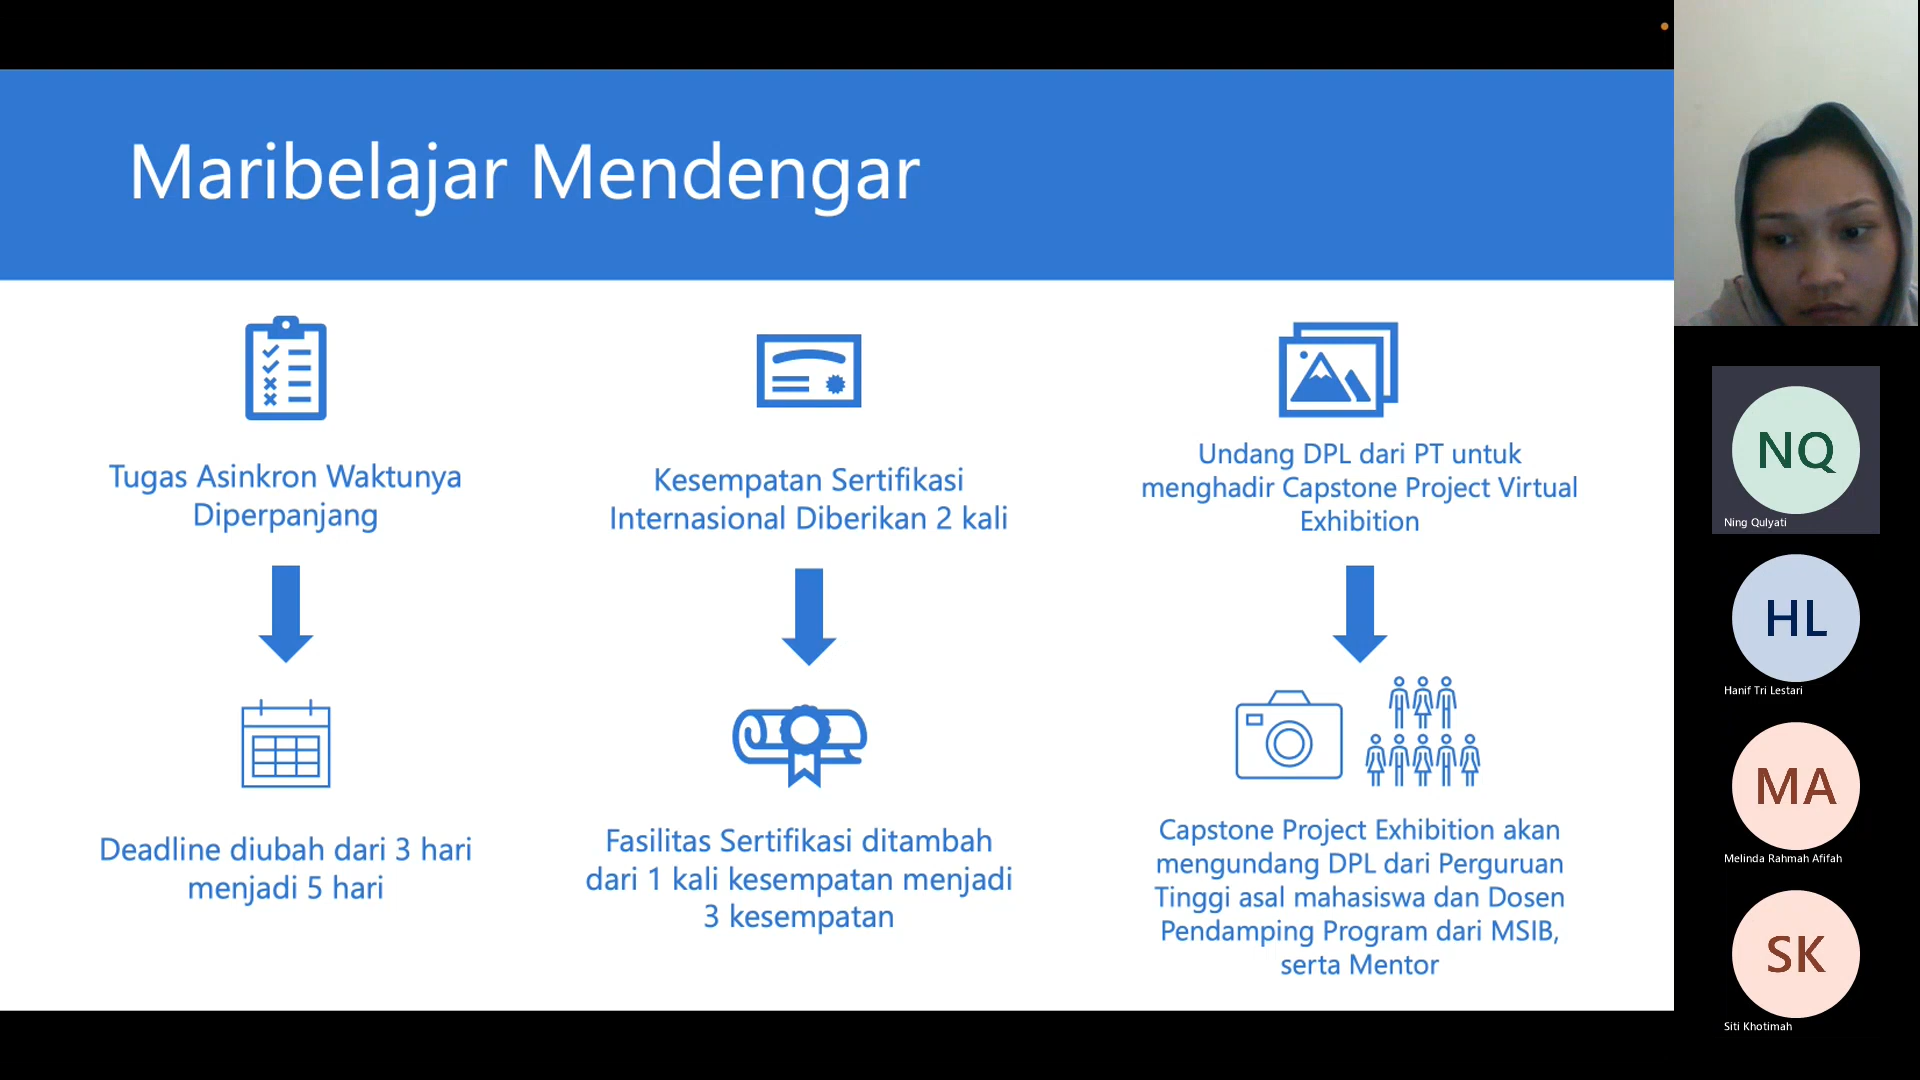 Maribelajar Mendengar
Tugas Asinkron Waktunya
Diperpanjang
Deadline diubah dari 3 hari
menjadi 5 hari
Kesempatan Sertifikasi
Internasional Diberikan 2 kali
Fasilitas Sertifikasi ditambah
dari 1 kali kesempatan menjadi
3 kesempatan
Undang DPL dari PT untuk
menghadir Capstone Project Virtual
Exhibition
Capstone Project Exhibition akan
mengundang DPL dari Perguruan
Tinggi asal mahasiswa dan Dosen
Pendamping Program dari MSIB,
serta Mentor
NQ
Ning Qulyati
HL
Hanif Tri Lestari
MA
Melinda Rahmah Afifah
SK
Siti Khotimah